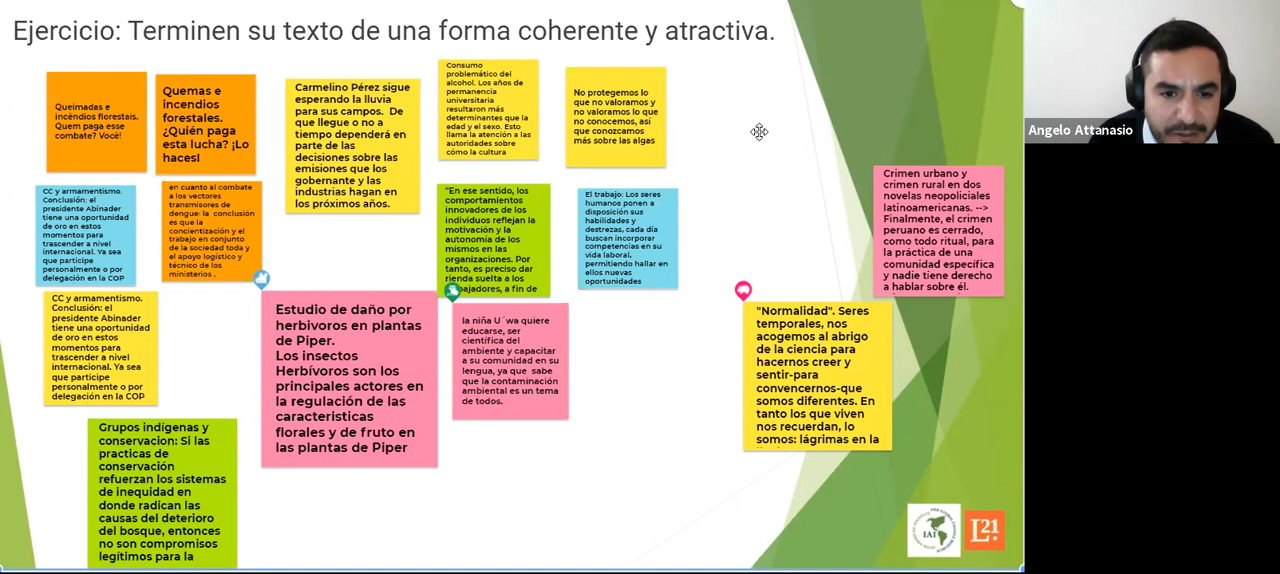 Ejercicio: Terminen su texto de una forma coherente y atractiva.
Queimadas e
incêndios florestais.
Quem paga esse
combate? Você!
Quemas e
incendios
forestales.
¿Quién paga
esta lucha? ¡Lo
haces!
Carmelino Pérez sigue
esperando la lluvia
para sus campos. De
que llegue o no a
tiempo dependerá en
parte de las
decisiones sobre las
emisiones que los
gobernante y las
industrias hagan en
los próximos años.
Consumo
problemático del
alcohol. Los años de
permanencia
universitaria
resultaron más
determinantes que la
edad y el sexo. Esto
llama la atención a las
autoridades sobre
cómo la cultura
No protegemos lo
que no valoramos y
no valoramos lo que
no conocemos, así
que conozcamos
más sobre las algas
Angelo Attanasio
CC y armamentismo.
Conclusión: el
presidente Abinader
tiene una oportunidad
de oro en estos
momentos para
trascender a nivel
internacional. Ya sea
que participe
personalmente o por
delegación en la COP
en cuanto al combate
a los vectores
transmisores de
dengue: la conclusión
es que la
concientización y el
trabajo en conjunto
de la sociedad toda y
el apoyo logístico y
técnico de los
ministerios ,
"En ese sentido, los
comportamientos
innovadores de los
individuos reflejan la
motivación y la
autonomía de los
mismos en las
organizaciones. Por
tanto, es preciso dar
rienda suelta a los
bajadores, a fin de
El trabajo: Los seres
humanos ponen a
disposición sus
habilidades y
destrezas, cada día
buscan incorporar
competencias en su
vida laboral,
permitiendo hallar en
ellos nuevas
oportunidades
Crimen urbano y
crimen rural en dos
novelas neopoliciales
latinoamericanas. -->
Finalmente, el crimen
peruano es cerrado,
como todo ritual, para
la práctica de una
comunidad específica
y nadie tiene derecho
a hablar sobre él.
CC y armamentismo.
Conclusión: el
presidente Abinader
tiene una oportunidad
de oro en estos
momentos para
trascender a nivel
internacional. Ya sea
que participe
personalmente o por
delegación en la COP
Estudio de daño por
herbivoros en plantas
de Piper.
Los insectos
Herbívoros son los
principales actores en
la regulación de las
caracteristicas
florales y de fruto en
las plantas de Piper
la niña U´wa quiere
educarse, ser
científica del
ambiente y capacitar
a su comunidad en su
lengua, ya que sabe
que la contaminación
ambiental es un tema
de todos.
"Normalidad". Seres
temporales, nos
acogemos al abrigo
de la ciencia para
hacernos creer y
sentir-para
convencernos-que
somos diferentes. En
tanto los que viven
nos recuerdan, lo
somos: lágrimas en la
Grupos indígenas y
conservacion: Si las
practicas de
conservación
refuerzan los sistemas
de inequidad en
donde radican las
causas del deterioro
del bosque, entonces
no son compromisos
legítimos para la
IAI
L21